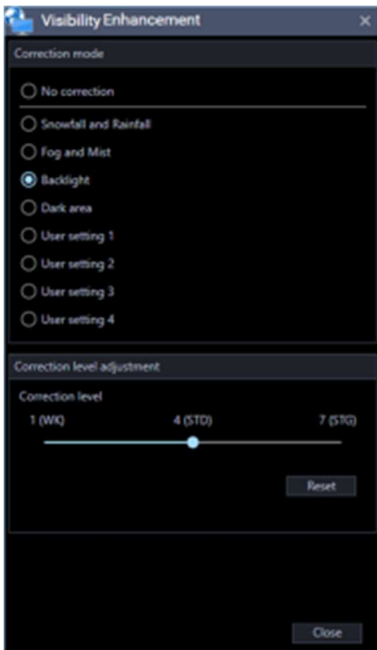 Visibility Enhancement
Correction mode
No correction
Snowfall and Rainfall
Fog and Mist
Backlight
Dark area
User setting 1
User setting 2
User setting 3
User setting 4
Correction level adjustment
Correction level
1 (WK) 4 (STD) 7 (STG)
Reset
Close